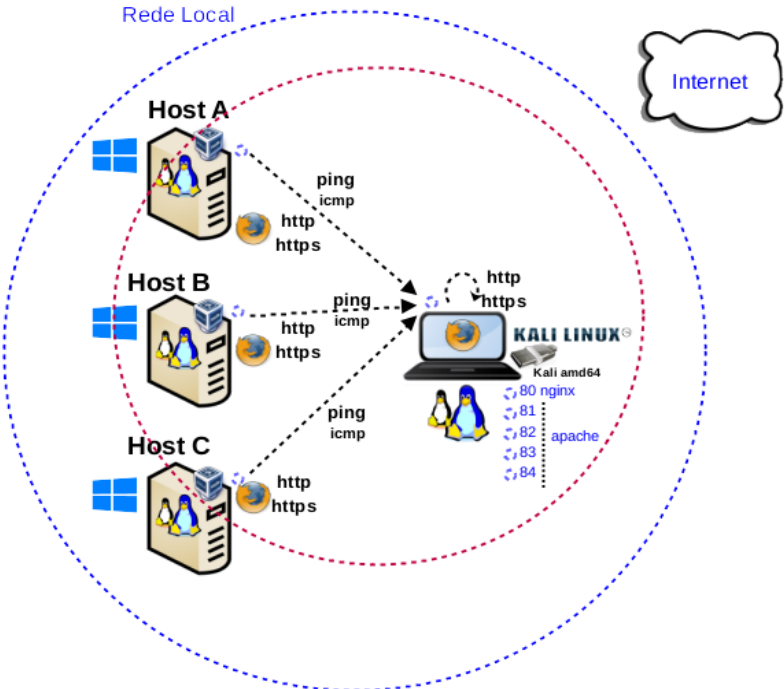 Rede Local
Internet
Host A
ping
icmp
http
https
Host B
ping
icmp
http
https
http
https
KALI LINUX
Kali amd64
80 nginx
81
82
83
84
apache
ping
icmp
Host C
http
https